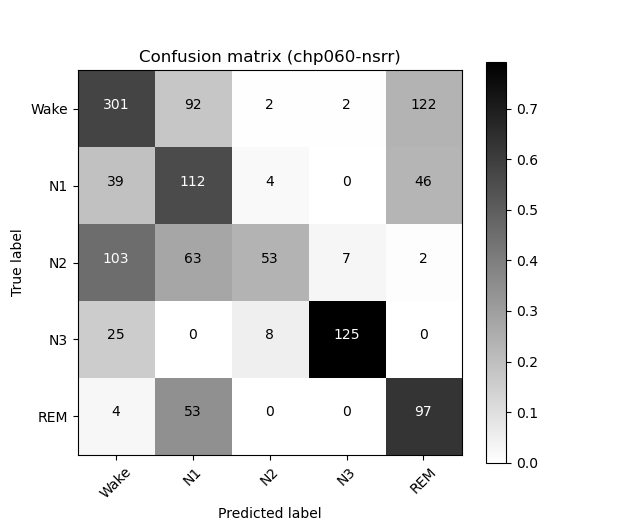 Confusion matrix (chp060-nsrr)
True label
Wake 301 92 2 2 122
N1 39 112 4 0 46
N2 103 63 53 7 2
N3 25 0 8 125 0
REM 4 53 0 0 97
Wake N1 N2 N3 REM
Predicted label
0.7
0.6
0.5
0.4
0.3
0.2
0.1
0.0